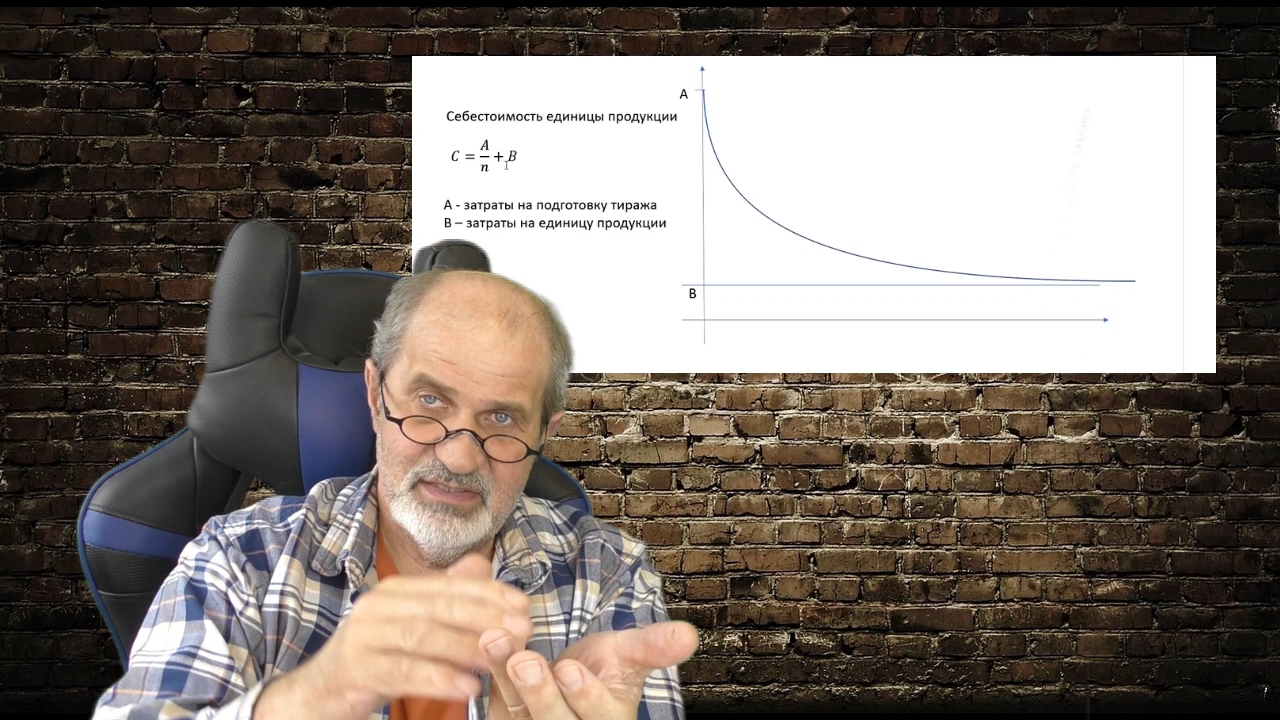 A
Себестоимость единицы продукции
C = A/n + B
А - затраты на подготовку тиража
В – затраты на единицу продукции
B